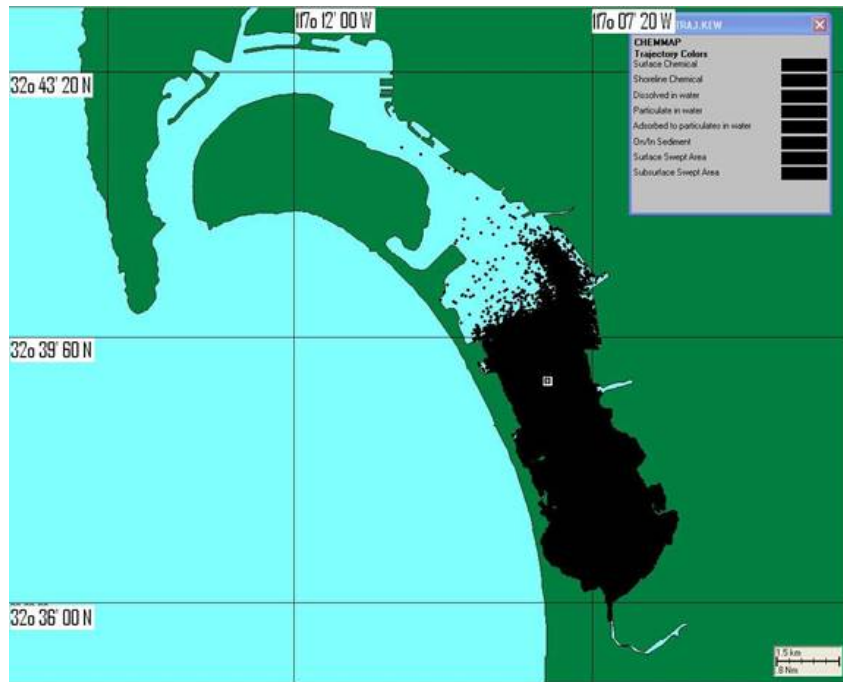 117o 12' 00 W
117o 07' 20 W
32o 43' 20 N
TRAJ.KEW
CHEMMAP
Trajectory Colors
Surface Chemical
Shoreline Chemical
Dissolved in water
Particulate in water
Adsorbed to particulates in water
On/In Sediment
Surface Swept Area
Subsurface Swept Area
32o 39' 60 N
32o 36' 00 N
1.5 km
.8 Nm